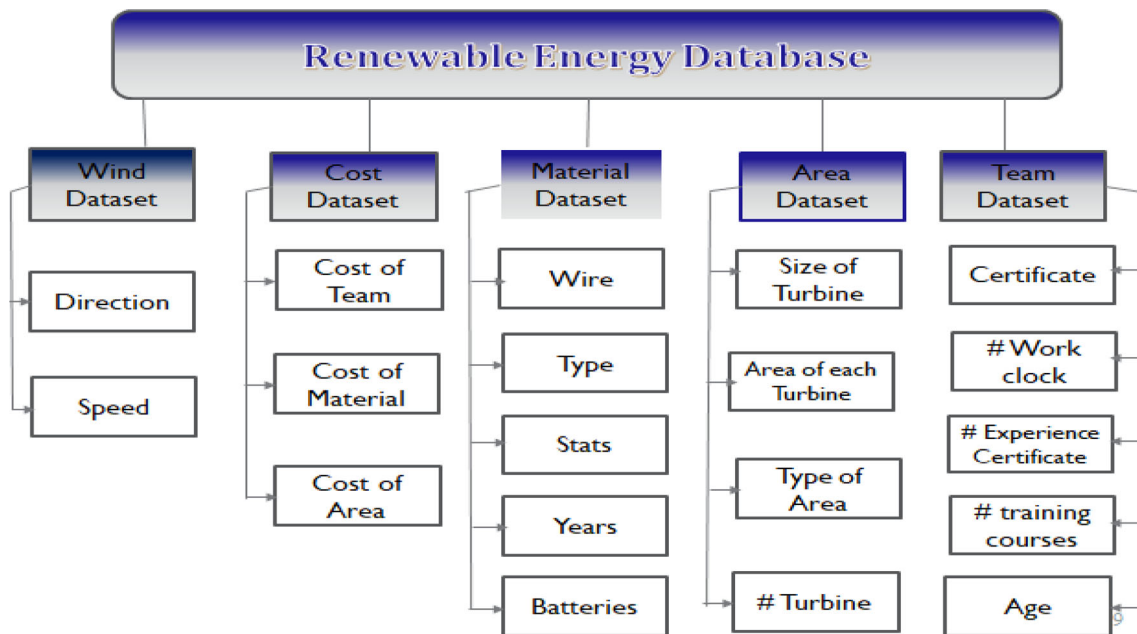 Renewable Energy Database
Wind
Dataset
Direction
Speed
Cost
Dataset
Cost of
Team
Cost of
Material
Cost of
Area
Material
Dataset
Wire
Type
Stats
Years
Batteries
Area
Dataset
Size of
Turbine
Area of each
Turbine
Type of
Area
# Turbine
Team
Dataset
Certificate
# Work
clock
# Experience
Certificate
# training
courses
Age
9